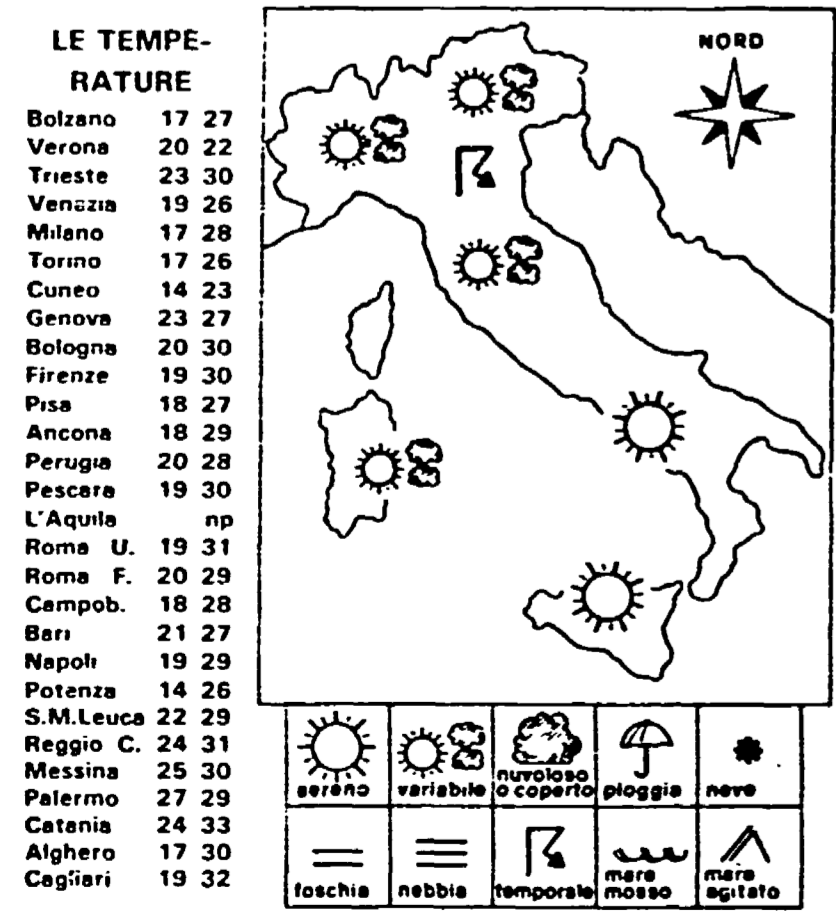 LE TEMPE-
RATURE
Bolzano 17 27
Verona 20 22
Trieste 23 30
Venezia 19 26
Milano 17 28
Torino 17 26
Cuneo 14 23
Genova 23 27
Bologna 20 30
Firenze 19 30
Pisa 18 27
Ancona 18 29
Perugia 20 28
Pescara 19 30
L'Aquila np
Roma U. 19 31
Roma F. 20 29
Campob. 18 28
Bari 21 27
Napoli 19 29
Potenza 14 26
S.M.Leuca 22 29
Reggio C. 24 31
Messina 25 30
Palermo 27 29
Catania 24 33
Alghero 17 30
Cagliari 19 32
NORD
sereno
variabile
nuvoloso
o coperto
pioggia
neve
foschia
nebbia
temporale
mare
mosso
mare
agitato